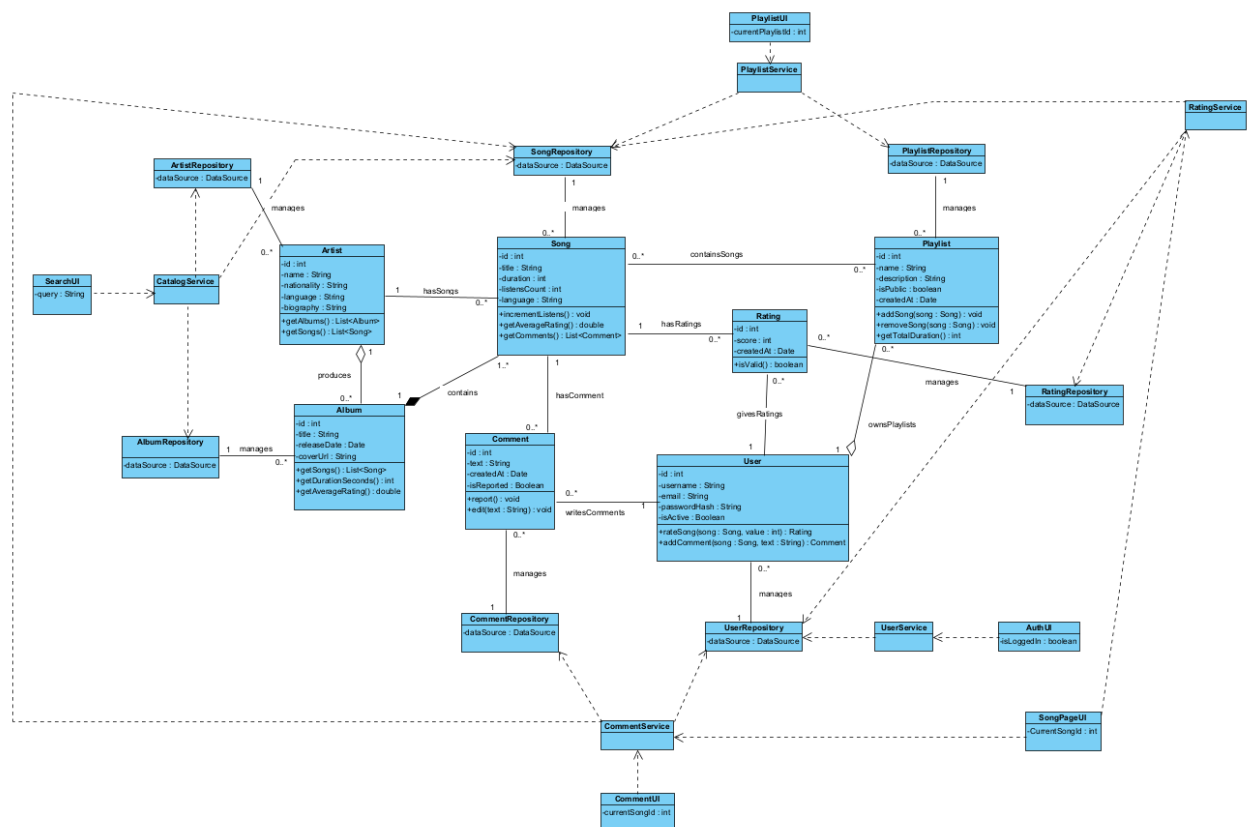 PlaylistUI
-currentPlaylistId : int
PlaylistService
RatingService
SongRepository
-dataSource : DataSource
PlaylistRepository
-dataSource : DataSource
ArtistRepository
-dataSource : DataSource
1
manages
0..*
1
manages
0..*
1
manages
0..*
Artist
-id : int
-name : String
-nationality : String
-language : String
-biography : String
+getAlbums() : List<Album>
+getSongs() : List<Song>
Song
-id : int
-title : String
-duration : int
-listensCount : int
-language : String
+incrementListens() : void
+getAverageRating() : double
+getComments() : List<Comment>
Playlist
-id : int
-name : String
-description : String
-isPublic : boolean
-createdAt : Date
+addSong(song : Song) : void
+removeSong(song : Song) : void
+getTotalDuration() : int
0..*
containsSongs
0..*
SearchUI
-query : String
CatalogService
1
hasSongs
0..*
1
hasRatings
0..*
Rating
-id : int
-score : int
-createdAt : Date
+isValid() : boolean
0..*
manages
1
RatingRepository
-dataSource : DataSource
1
produces
0..*
1
contains
1..*
1
hasComment
0..*
0..*
givesRatings
1
0..*
ownsPlaylists
1
Album
-id : int
-title : String
-releaseDate : Date
-coverUrl : String
+getSongs() : List<Song>
+getDurationSeconds() : int
+getAverageRating() : double
AlbumRepository
-dataSource : DataSource
1
manages
0..*
Comment
-id : int
-text : String
-createdAt : Date
-isReported : Boolean
+report() : void
+edit(text : String) : void
0..*
writesComments
1
User
-id : int
-username : String
-email : String
-passwordHash : String
-isActive : Boolean
+rateSong(song : Song, value : int) : Rating
+addComment(song : Song, text : String) : Comment
0..*
manages
1
0..*
manages
1
CommentRepository
-dataSource : DataSource
UserRepository
-dataSource : DataSource
UserService
AuthUI
-isLoggedIn : boolean
CommentService
SongPageUI
-CurrentSongId : int
CommentUI
-currentSongId : int